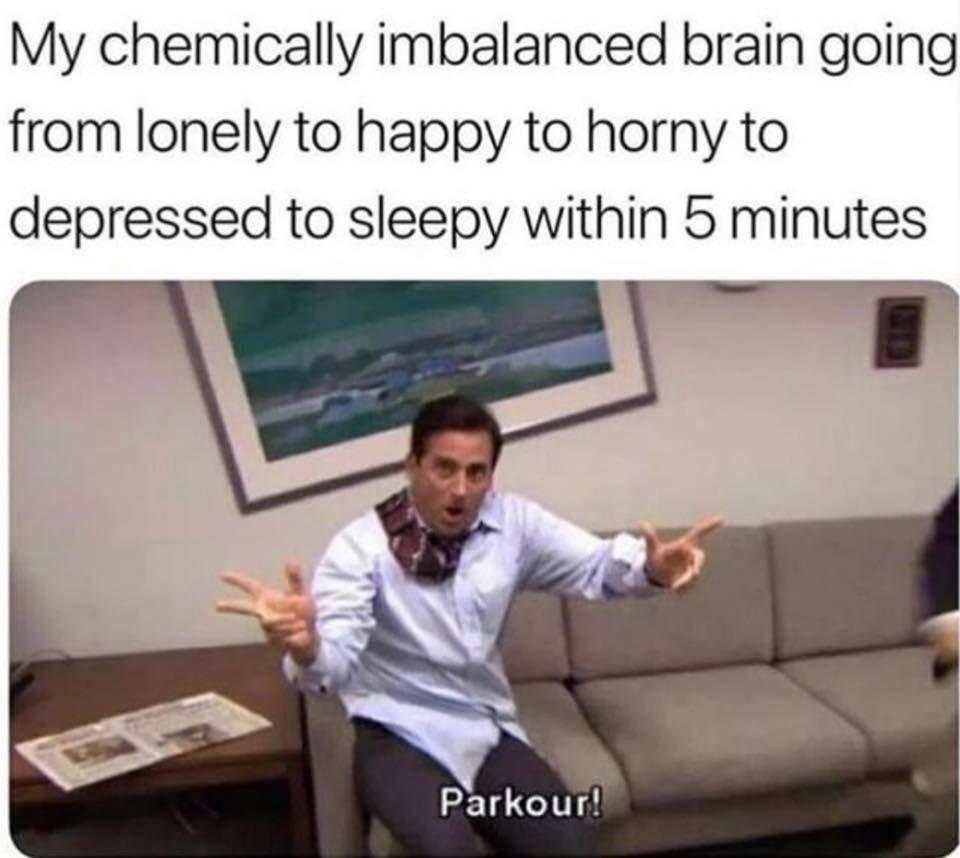 My chemically imbalanced brain going
from lonely to happy to horny to
depressed to sleepy within 5 minutes
Parkour!